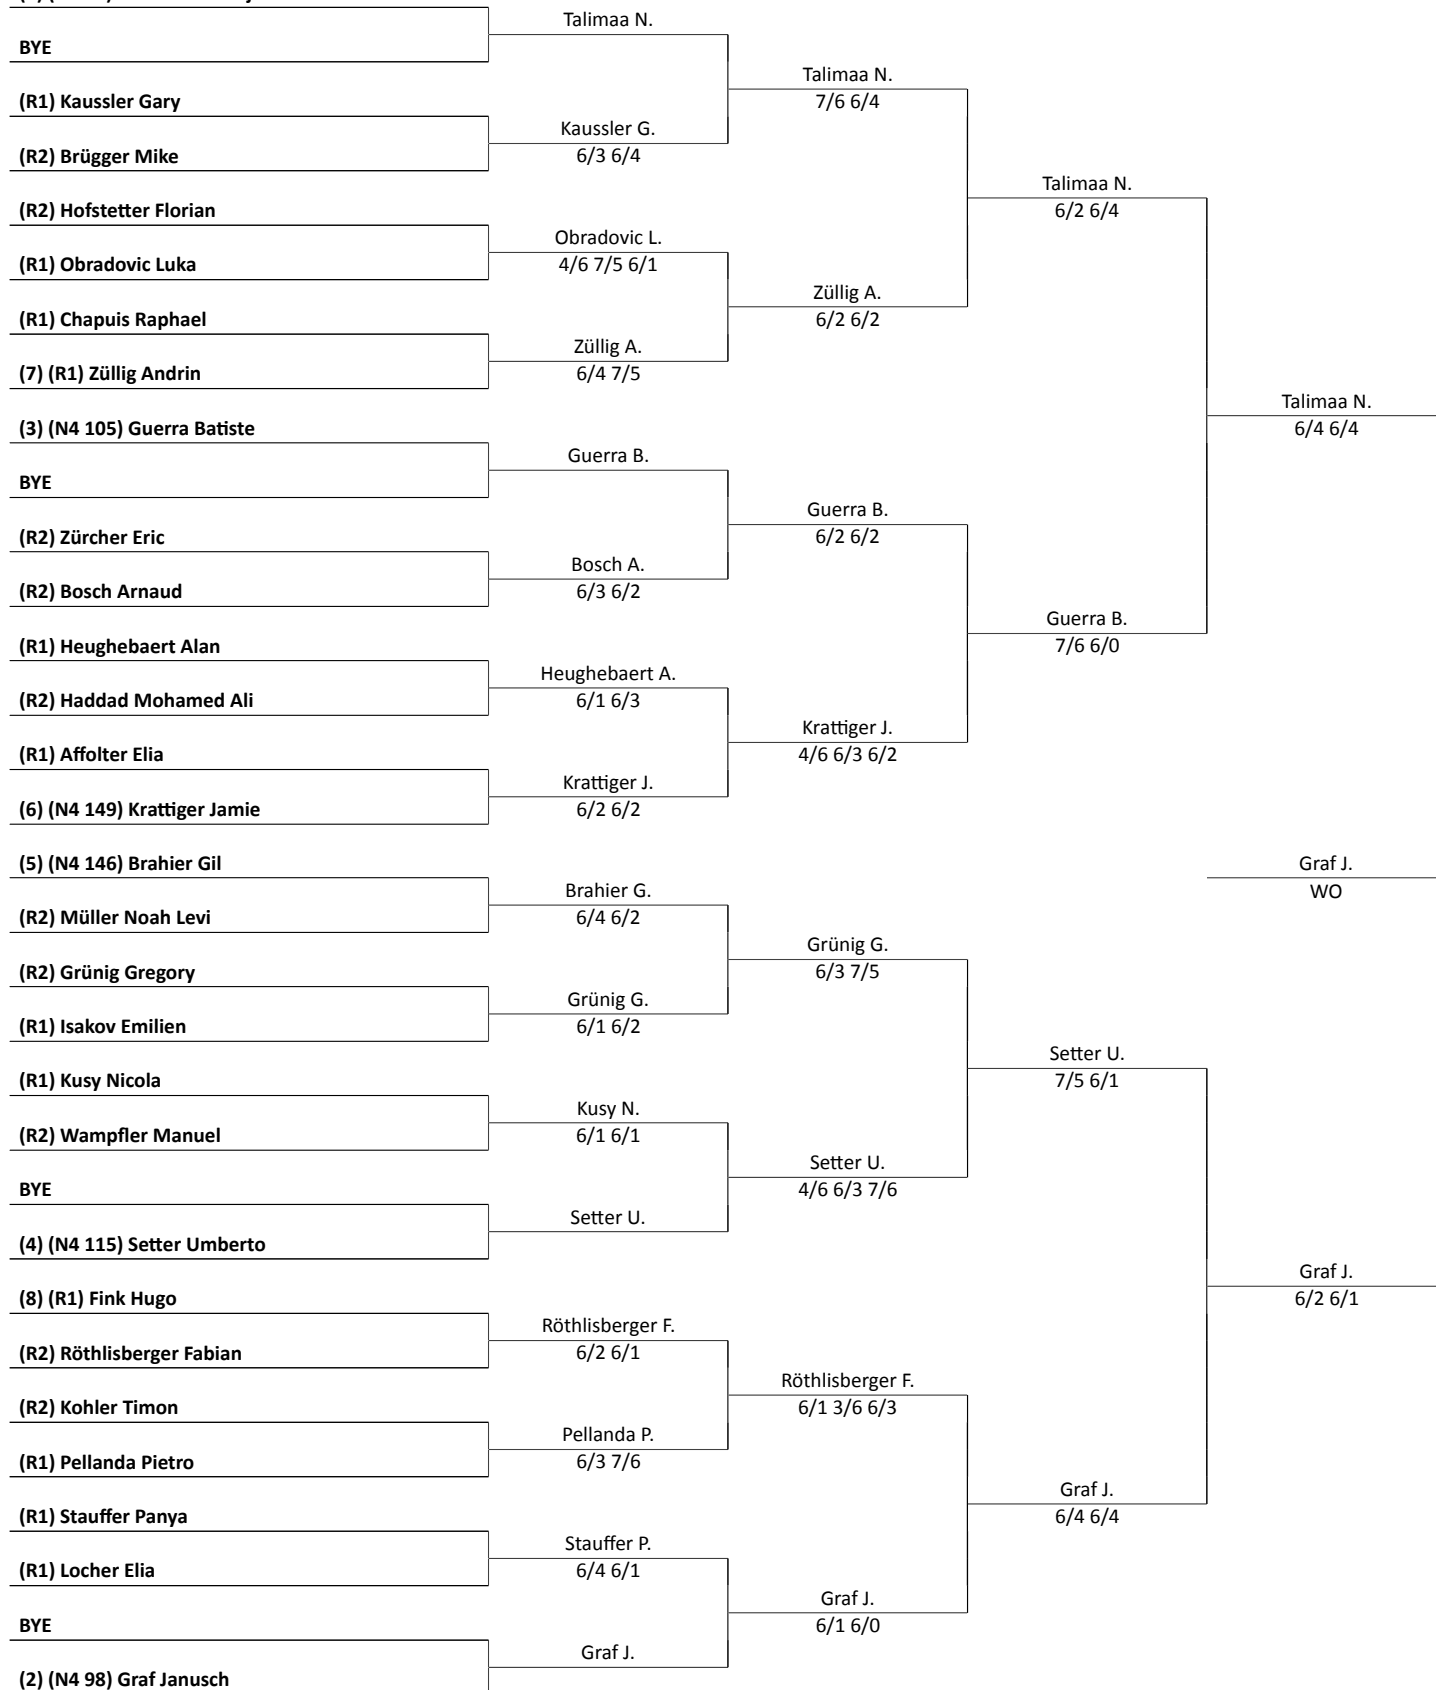 BYE
(R1) Kaussler Gary
(R2) Brügger Mike
(R2) Hofstetter Florian
(R1) Obradovic Luka
(R1) Chapuis Raphael
(7) (R1) Züllig Andrin
(3) (N4 105) Guerra Batiste
BYE
(R2) Zürcher Eric
(R2) Bosch Arnaud
(R1) Heughebaert Alan
(R2) Haddad Mohamed Ali
(R1) Affolter Elia
(6) (N4 149) Krattiger Jamie
(5) (N4 146) Brahier Gil
(R2) Müller Noah Levi
(R2) Grünig Gregory
(R1) Isakov Emilien
(R1) Kusy Nicola
(R2) Wampfler Manuel
BYE
(4) (N4 115) Setter Umberto
(8) (R1) Fink Hugo
(R2) Röthlisberger Fabian
(R2) Kohler Timon
(R1) Pellanda Pietro
(R1) Stauffer Panya
(R1) Locher Elia
BYE
(2) (N4 98) Graf Janusch
Talimaa N.
Kaussler G.
6/3 6/4
Obradovic L.
4/6 7/5 6/1
Züllig A.
6/4 7/5
Guerra B.
Bosch A.
6/3 6/2
Heughebaert A.
6/1 6/3
Krattiger J.
6/2 6/2
Brahier G.
6/4 6/2
Grünig G.
6/1 6/2
Kusy N.
6/1 6/1
Setter U.
Röthlisberger F.
6/2 6/1
Pellanda P.
6/3 7/6
Stauffer P.
6/4 6/1
Graf J.
Talimaa N.
7/6 6/4
Züllig A.
6/2 6/2
Guerra B.
6/2 6/2
Krattiger J.
4/6 6/3 6/2
Grünig G.
6/3 7/5
Setter U.
4/6 6/3 7/6
Röthlisberger F.
6/1 3/6 6/3
Graf J.
6/1 6/0
Talimaa N.
6/2 6/4
Guerra B.
7/6 6/0
Setter U.
7/5 6/1
Graf J.
6/4 6/4
Talimaa N.
6/4 6/4
Graf J.
WO
Graf J.
6/2 6/1